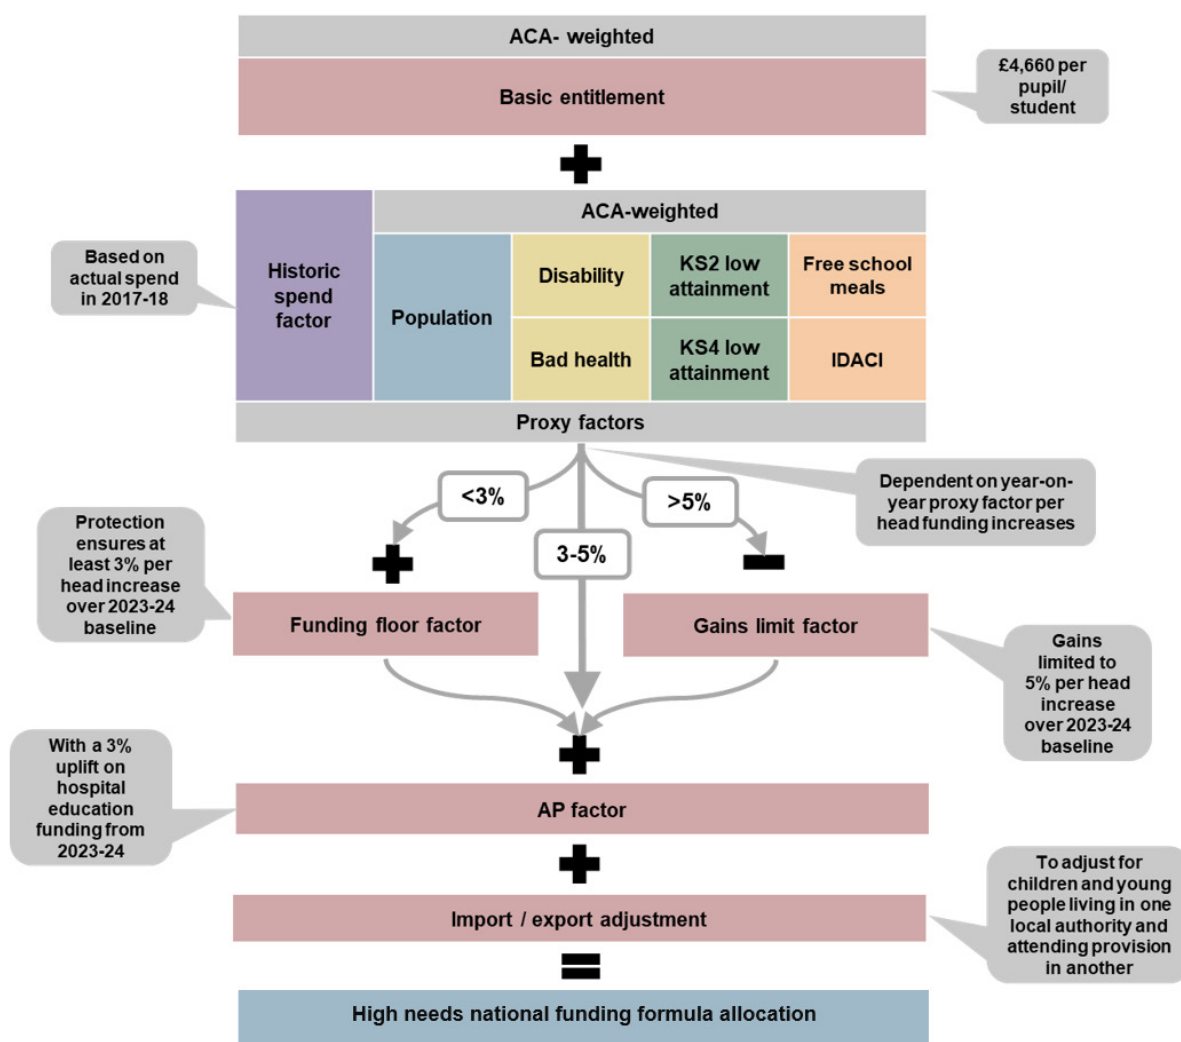 ACA- weighted
Basic entitlement
£4,660 per
pupil/
student
ACA-weighted
Based on
actual spend
in 2017-18
Historic
spend
factor
Population
Disability
KS2 low
attainment
Free school
meals
Bad health
KS4 low
attainment
IDACI
Proxy factors
<3%
>5%
3-5%
Dependent on year-on-
year proxy factor per
head funding increases
Protection
ensures at
least 3% per
head increase
over 2023-24
baseline
Funding floor factor
Gains limit factor
Gains
limited to
5% per head
increase
over 2023-24
baseline
With a 3%
uplift on
hospital
education
funding from
2023-24
AP factor
Import / export adjustment
To adjust for
children and young
people living in one
local authority and
attending provision
in another
High needs national funding formula allocation